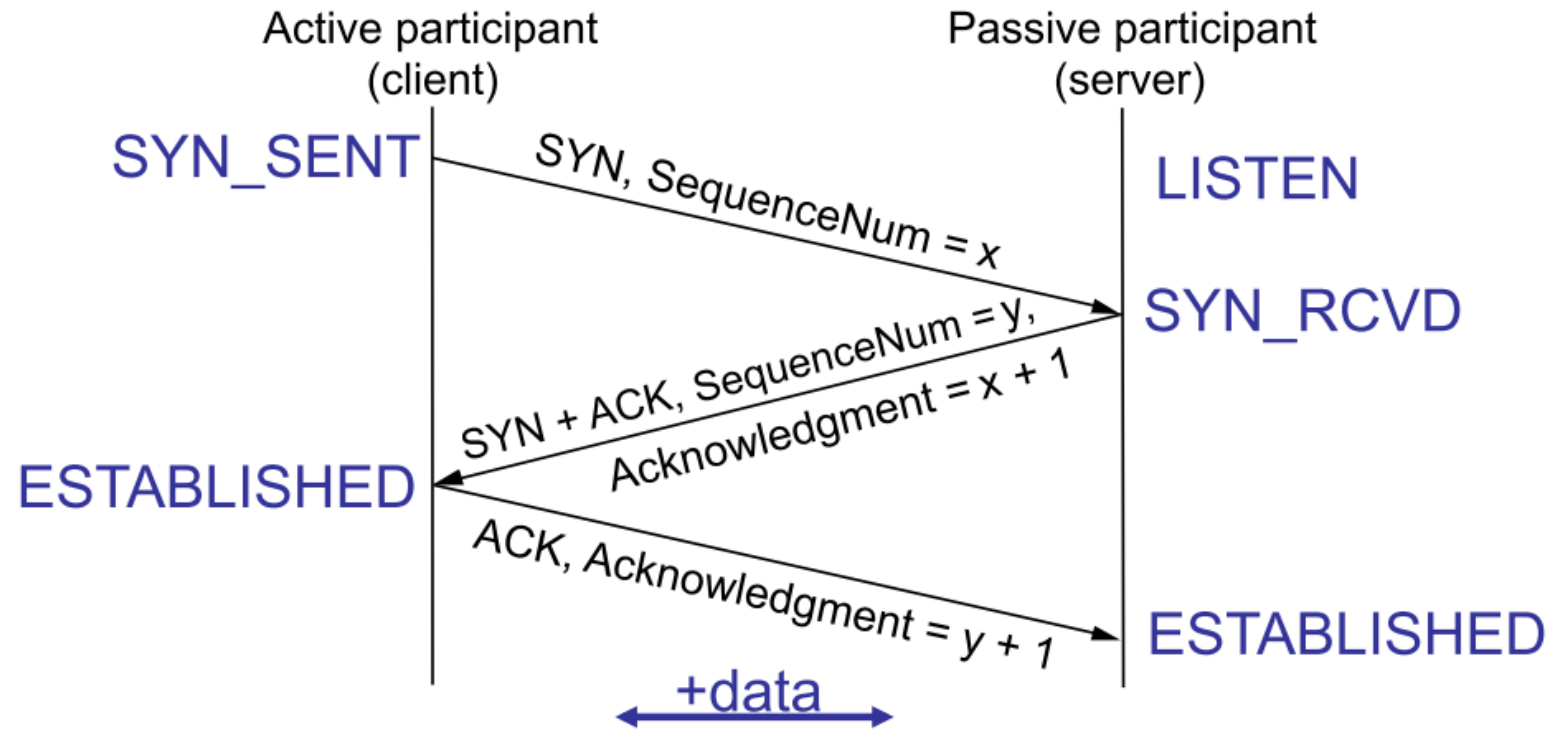 Active participant
(client)
Passive participant
(server)
SYN_SENT
SYN, SequenceNum = x
LISTEN
SYN_RCVD
SYN + ACK, SequenceNum = y,
Acknowledgment = x + 1
ESTABLISHED
ACK, Acknowledgment = y + 1
ESTABLISHED
+data